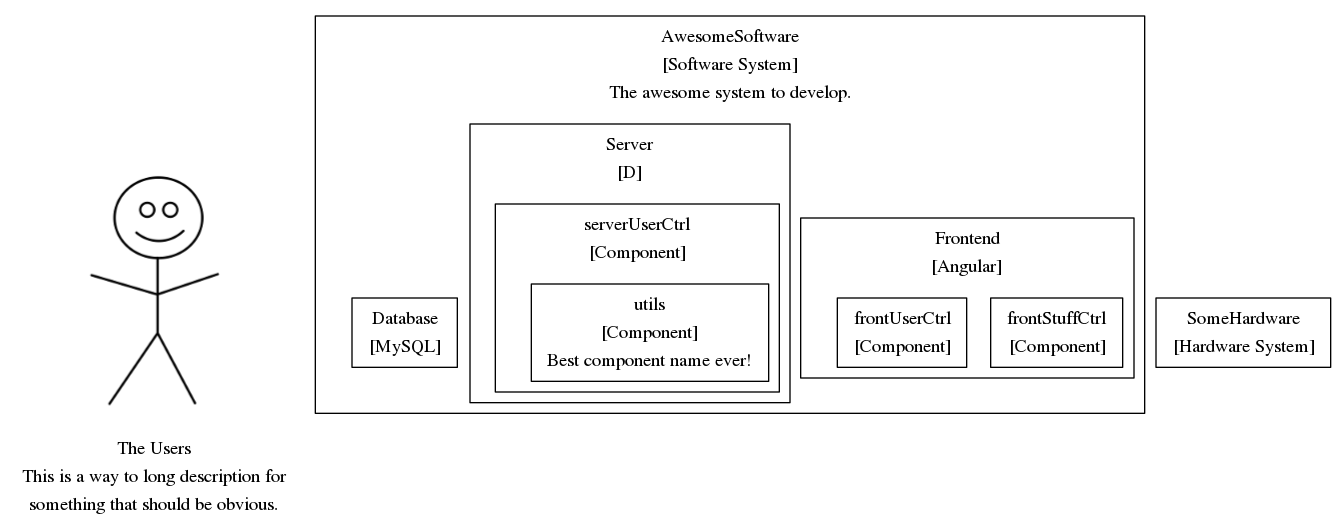 AwesomeSoftware
[Software System]
The awesome system to develop.
Server
[D]
serverUserCtrl
[Component]
utils
[Component]
Best component name ever!
Database
[MySQL]
Frontend
[Angular]
frontUserCtrl
[Component]
frontStuffCtrl
[Component]
SomeHardware
[Hardware System]
The Users
This is a way to long description for
something that should be obvious.